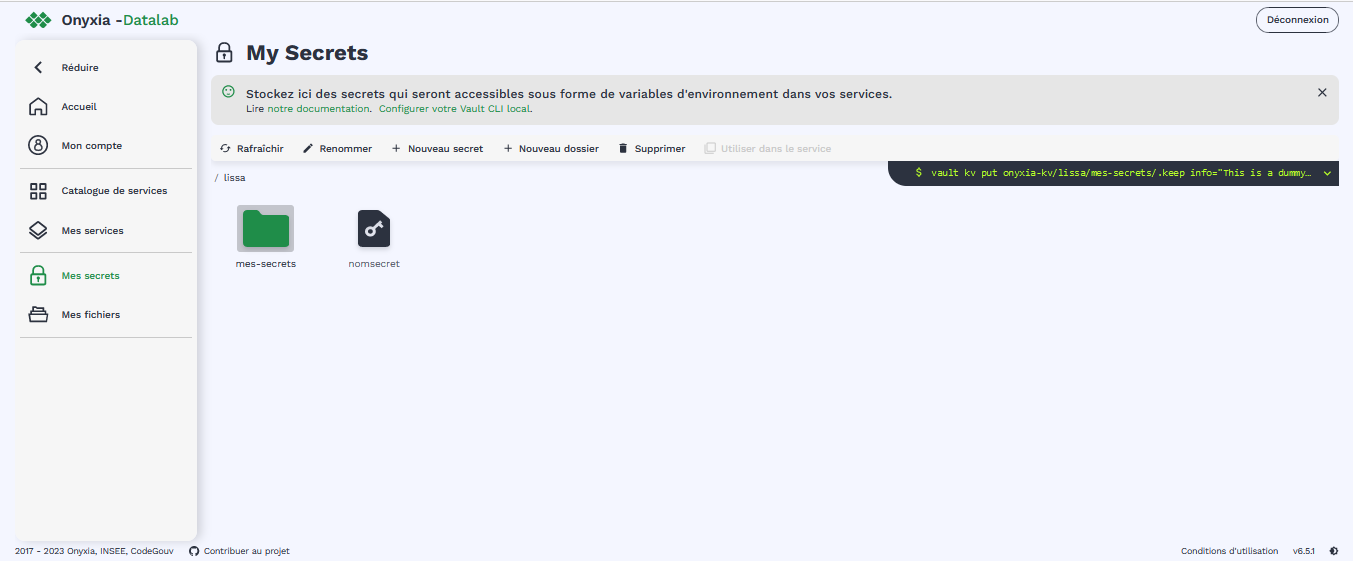 Onyxia -Datalab
Déconnexion
Réduire
Accueil
Mon compte
Catalogue de services
Mes services
Mes secrets
Mes fichiers
My Secrets
Stockez ici des secrets qui seront accessibles sous forme de variables d'environnement dans vos services.
Lire notre documentation. Configurer votre Vault CLI local.
Rafraîchir Renommer + Nouveau secret + Nouveau dossier Supprimer Utiliser dans le service
$ vault kv put onyxia-kv/lissa/mes-secrets/.keep info="This is a dummy…
/ lissa
mes-secrets nomsecret
2017 - 2023 Onyxia, INSEE, CodeGouv Contribuer au projet Conditions d'utilisation v6.5.1